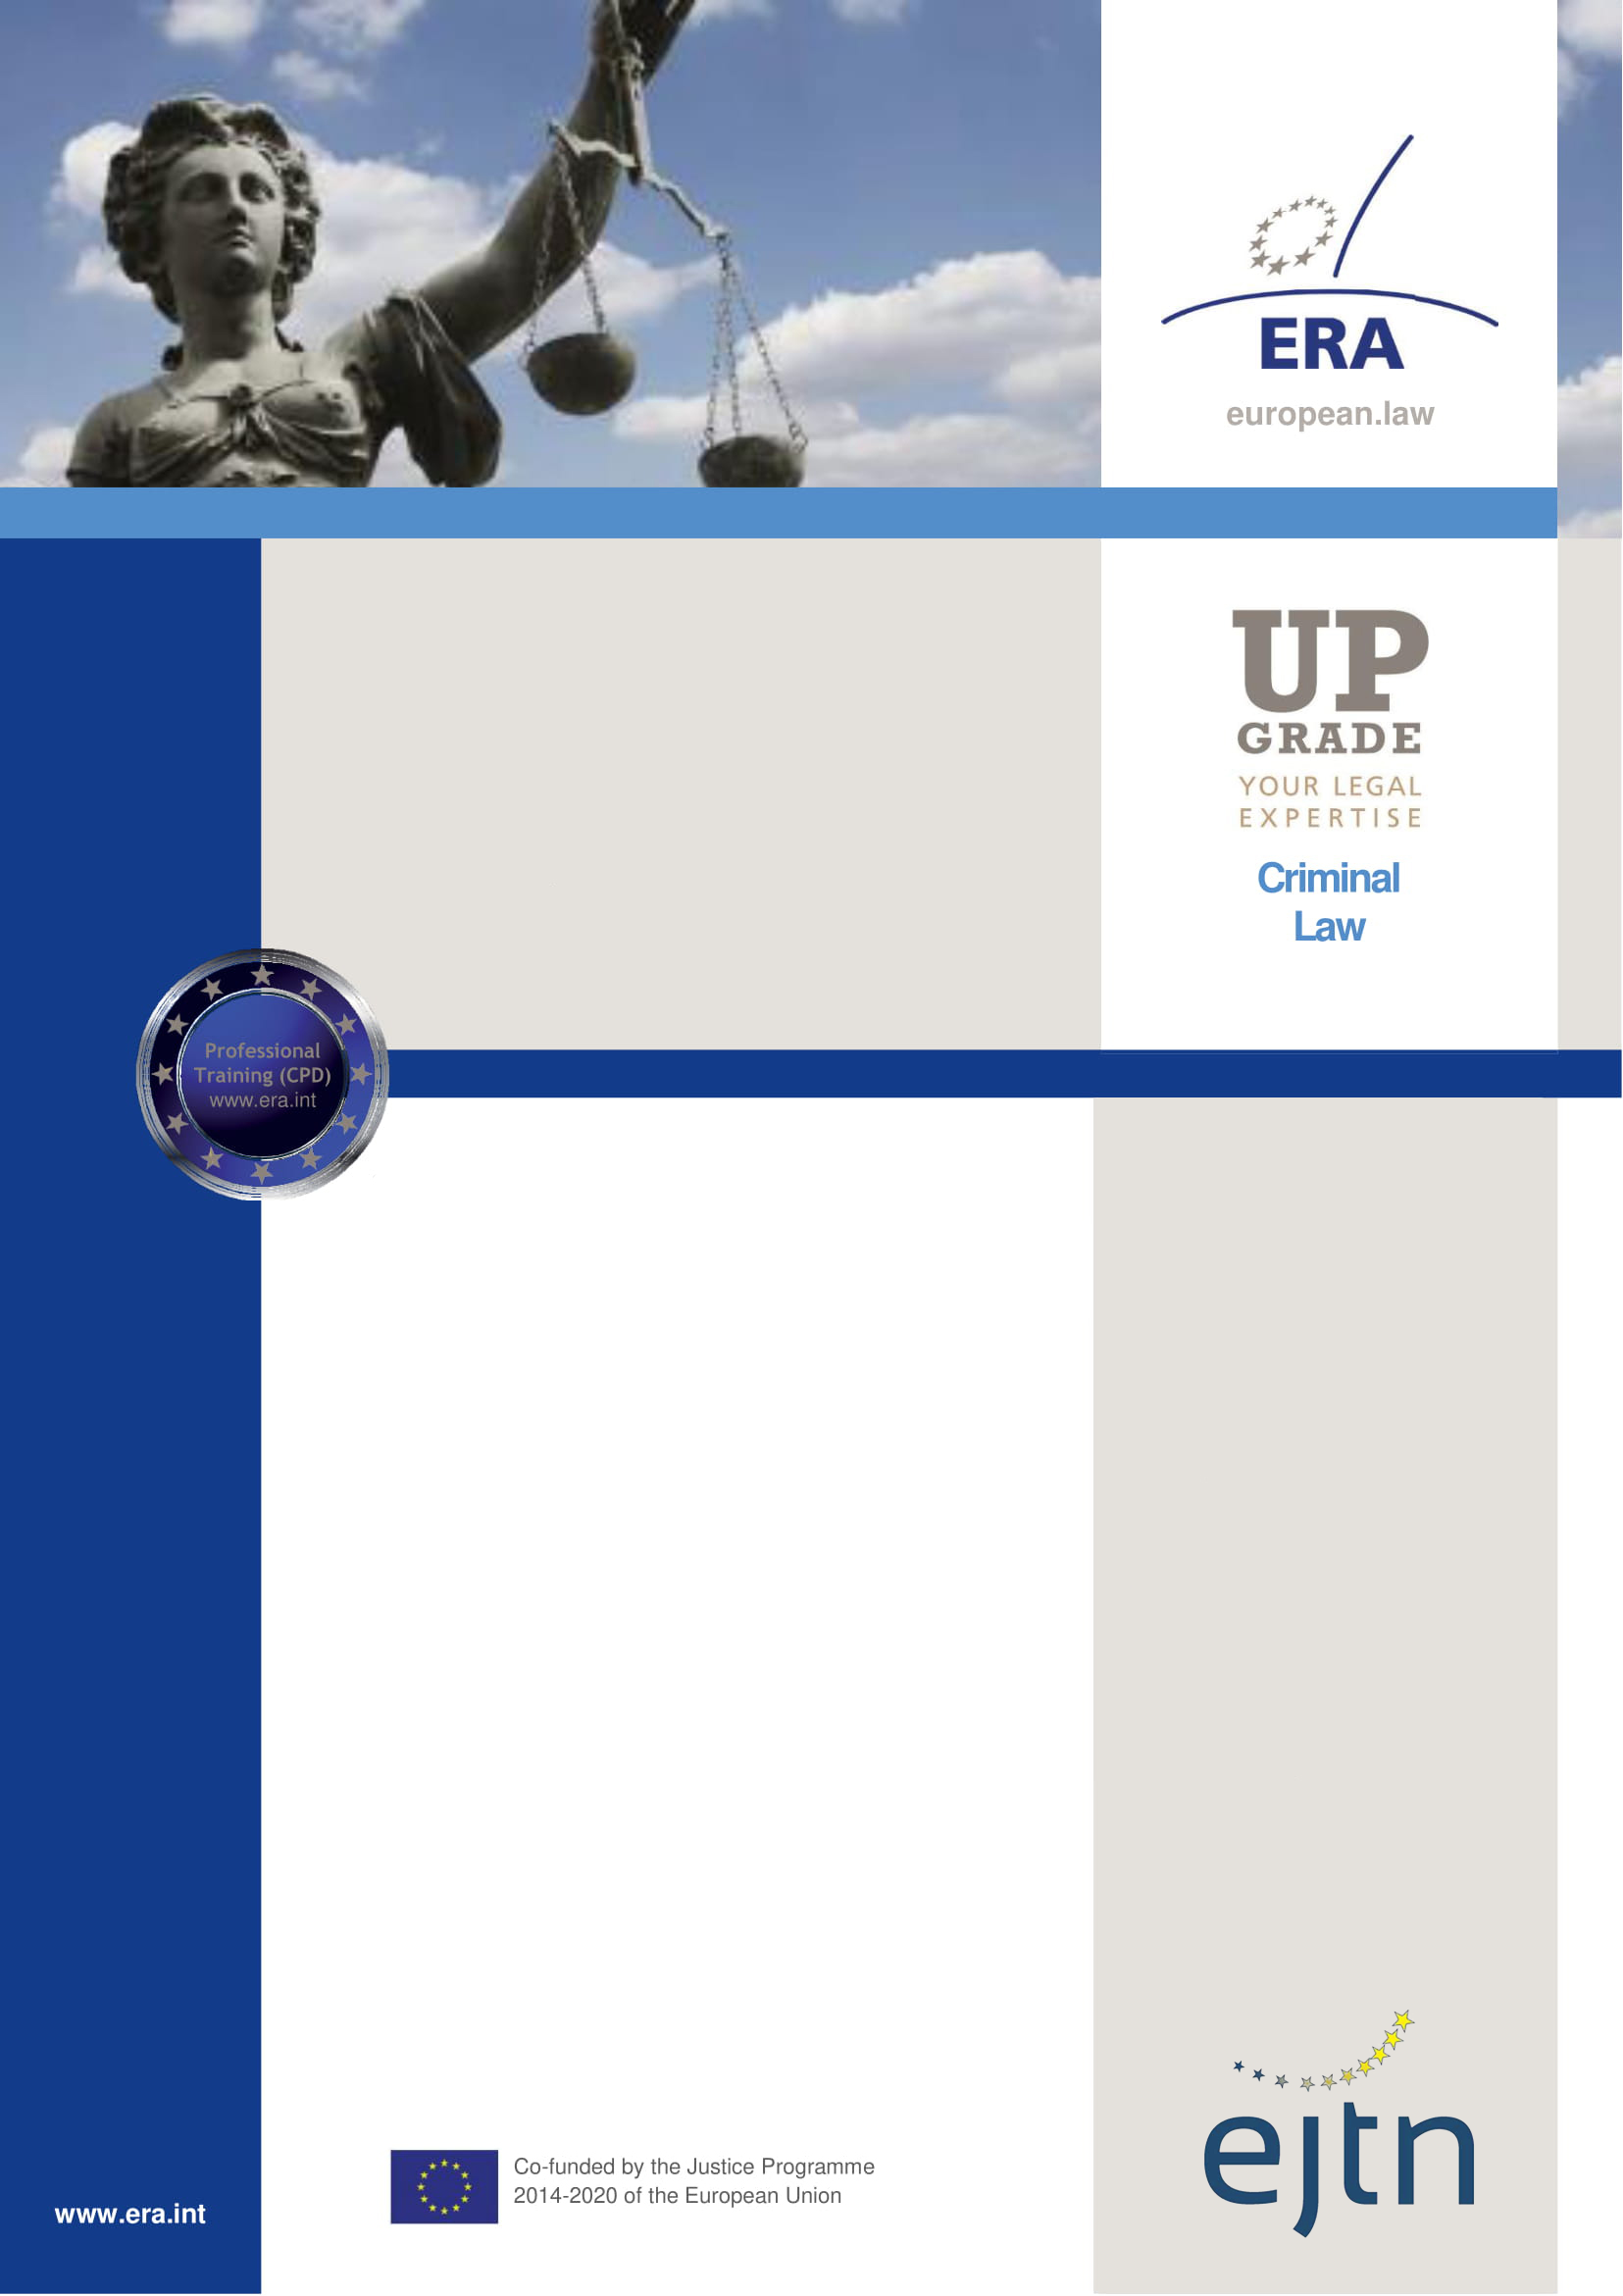 ERA
european.law
UP
GRADE
YOUR LEGAL
EXPERTISE
Criminal
Law
Professional
Training (CPD)
www.era.int
Co-funded by the Justice Programme
2014-2020 of the European Union
www.era.int
ejtn